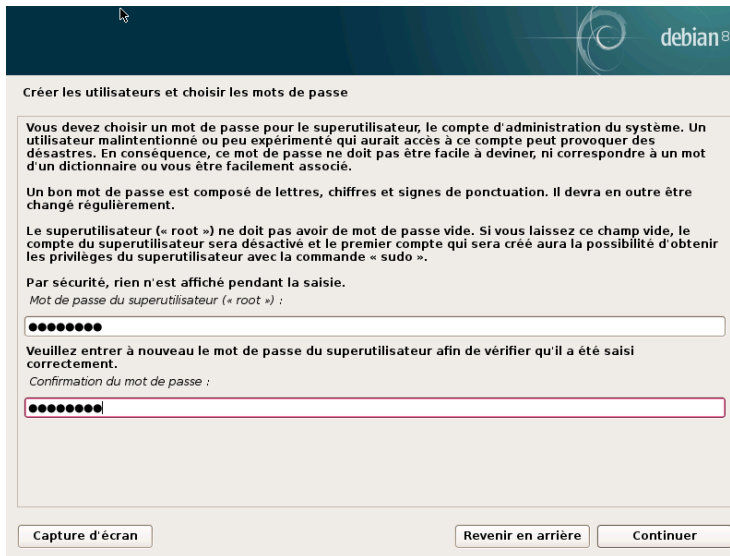 debian 8
Créer les utilisateurs et choisir les mots de passe
Vous devez choisir un mot de passe pour le superutilisateur, le compte d'administration du système. Un
utilisateur malintentionné ou peu expérimenté qui aurait accès à ce compte peut provoquer des
désastres. En conséquence, ce mot de passe ne doit pas être facile à deviner, ni correspondre à un mot
d'un dictionnaire ou vous être facilement associé.
Un bon mot de passe est composé de lettres, chiffres et signes de ponctuation. Il devra en outre être
changé régulièrement.
Le superutilisateur (« root ») ne doit pas avoir de mot de passe vide. Si vous laissez ce champ vide, le
compte du superutilisateur sera désactivé et le premier compte qui sera créé aura la possibilité d'obtenir
les privilèges du superutilisateur avec la commande « sudo ».
Par sécurité, rien n'est affiché pendant la saisie.
Mot de passe du superutilisateur (« root ») :
●●●●●●●●
Veuillez entrer à nouveau le mot de passe du superutilisateur afin de vérifier qu'il a été saisi
correctement.
Confirmation du mot de passe :
●●●●●●●●
Capture d'écran
Revenir en arrière
Continuer